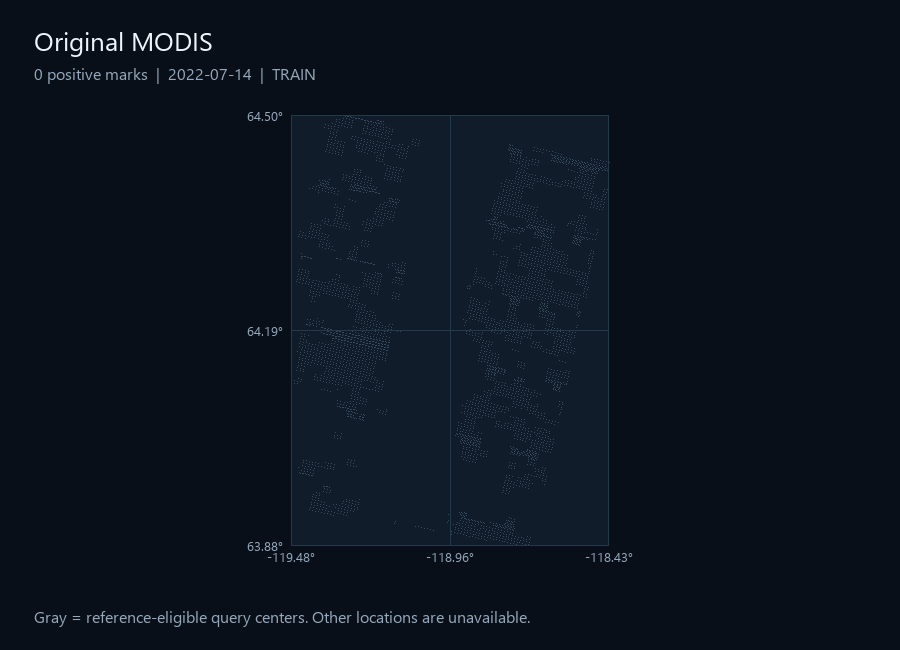 Original MODIS
0 positive marks | 2022-07-14 | TRAIN
64.50°
64.19°
63.88°
-119.48°
-118.96°
-118.43°
Gray = reference-eligible query centers. Other locations are unavailable.